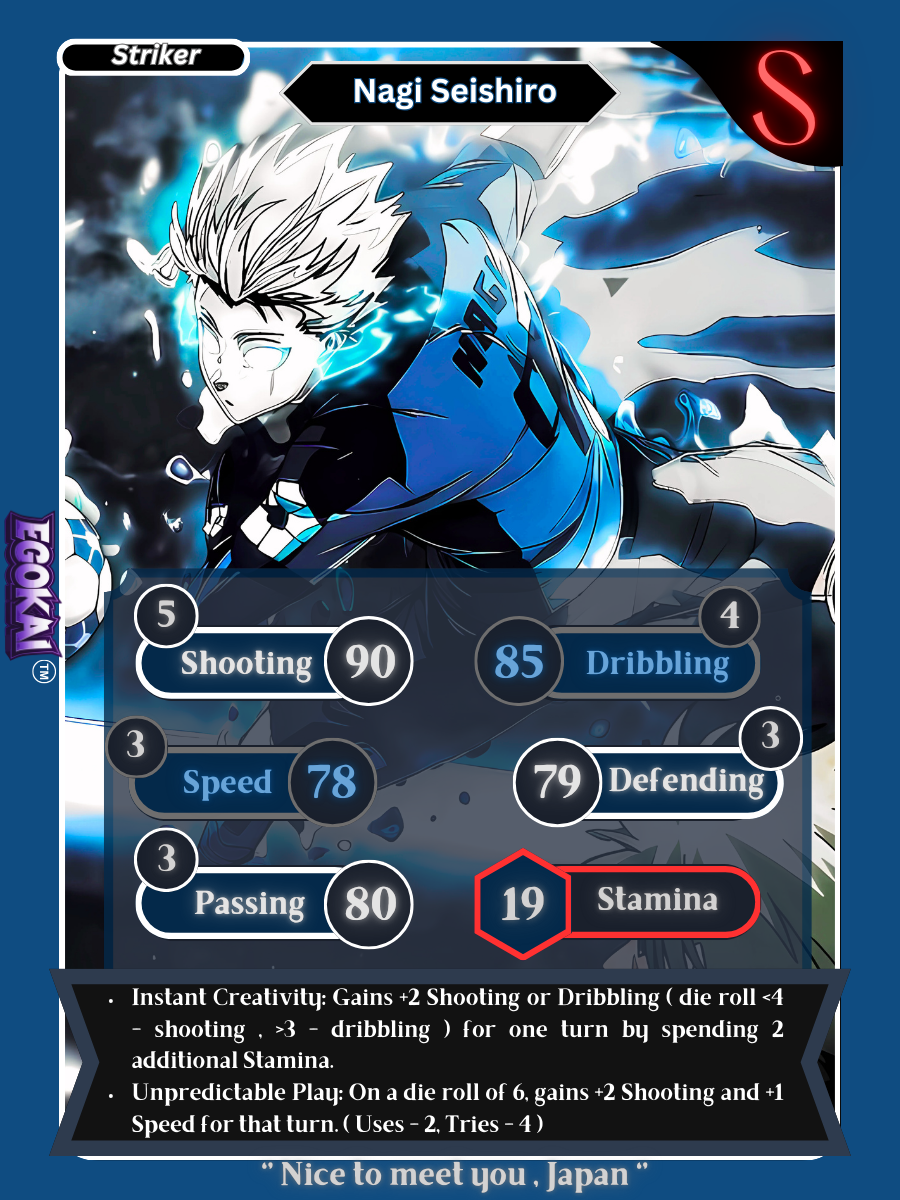 Striker
Nagi Seishiro
S
NAGI
EGOKAI
TM
5
Shooting 90
4
85 Dribbling
3
Speed 78
3
79 Defending
3
Passing 80
19 Stamina
• Instant Creativity: Gains +2 Shooting or Dribbling ( die roll <4
– shooting , >3 – dribbling ) for one turn by spending 2
additional Stamina.
• Unpredictable Play: On a die roll of 6, gains +2 Shooting and +1
Speed for that turn. ( Uses – 2, Tries – 4 )
“ Nice to meet you , Japan “